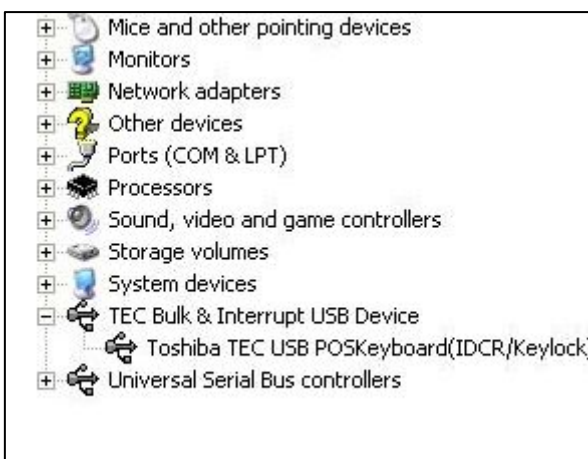 Mice and other pointing devices
Monitors
Network adapters
Other devices
Ports (COM & LPT)
Processors
Sound, video and game controllers
Storage volumes
System devices
TEC Bulk & Interrupt USB Device
Toshiba TEC USB POSKeyboard(IDCR/Keylock)
Universal Serial Bus controllers